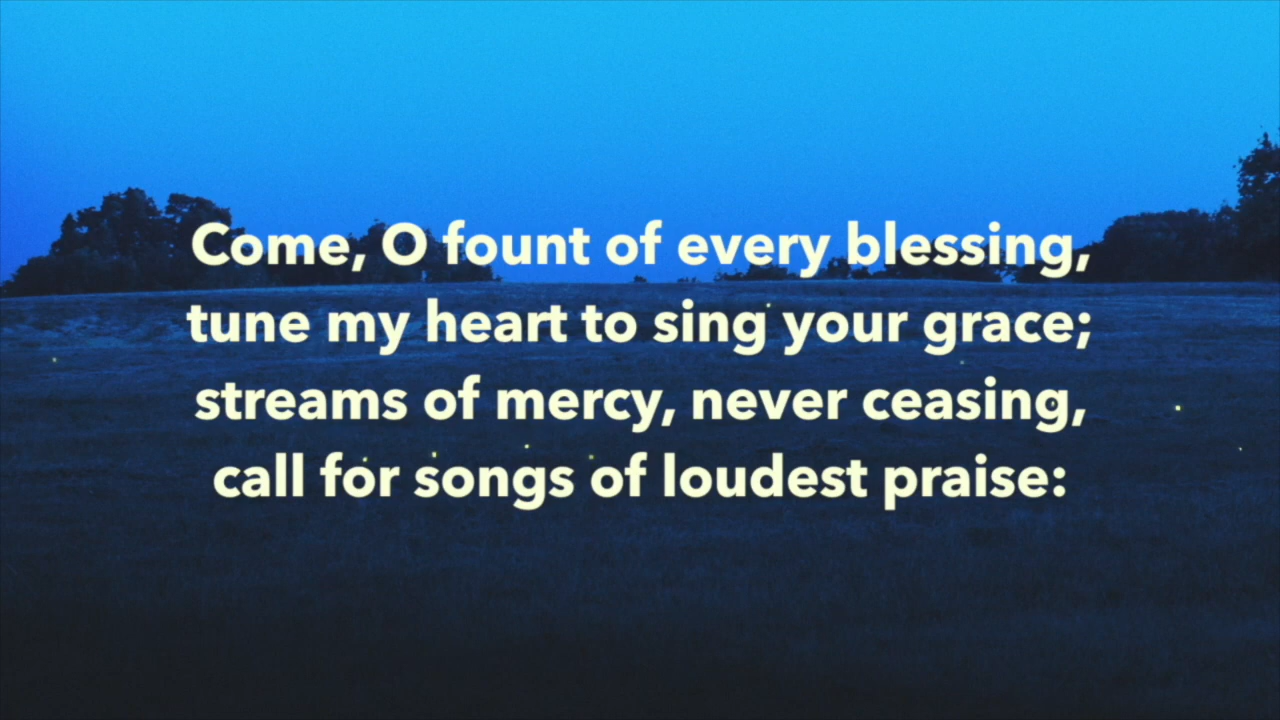 Come, O fount of every blessing,
tune my heart to sing your grace;
streams of mercy, never ceasing,
call for songs of loudest praise: